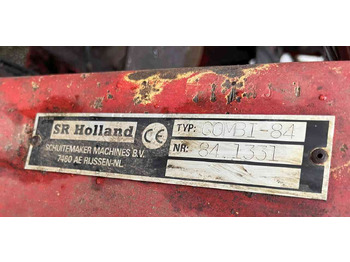 SR Holland
CE
SCHUITEMAKER MACHINES B.V.
7460 AE RIJSSEN-NL.
TYP: COMBI-84
NR: 84.1331